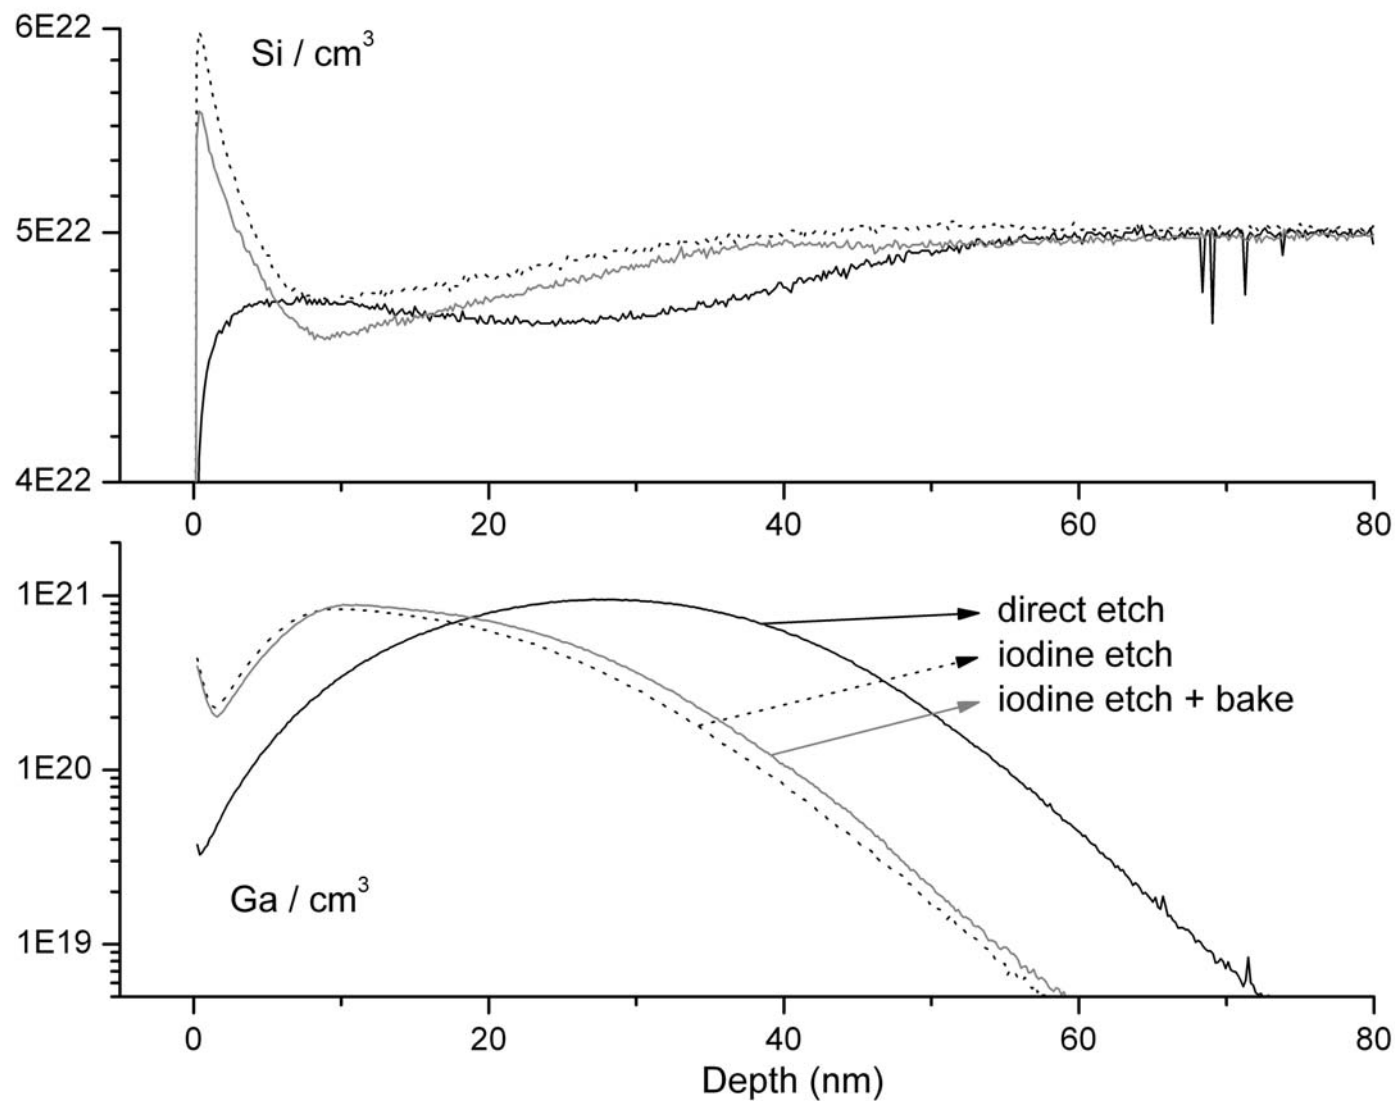 6E22
Si / cm³
5E22
4E22
0 20 40 60 80
1E21
direct etch
iodine etch
iodine etch + bake
1E20
Ga / cm³
1E19
0 20 40 60 80
Depth (nm)